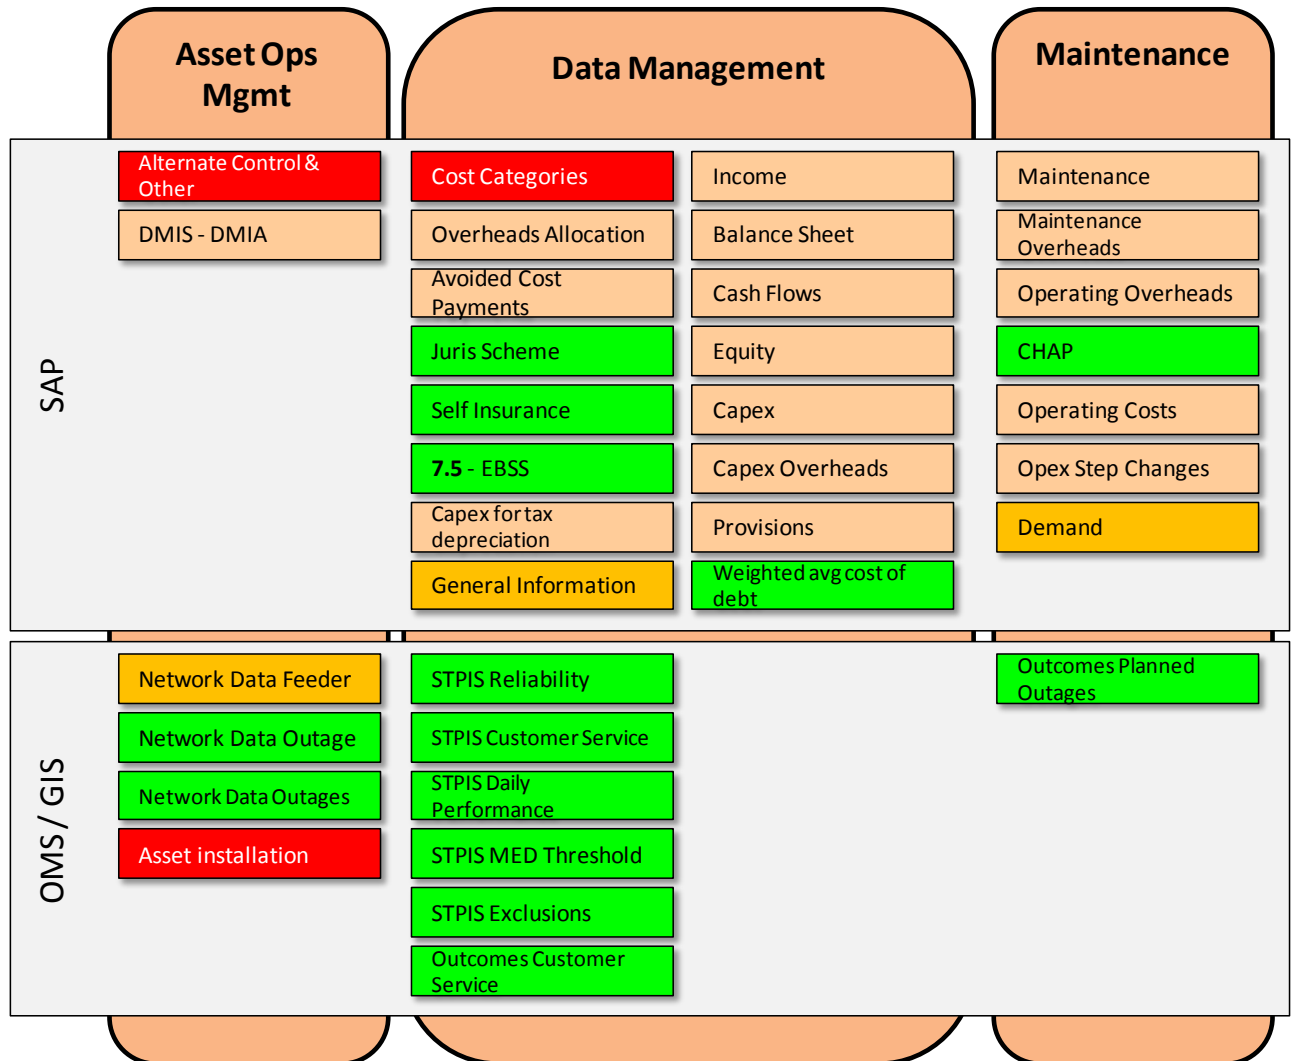 Asset Ops
Mgmt
Data Management
Maintenance
SAP
Alternate Control &
Other
DMIS - DMIA
Cost Categories
Overheads Allocation
Avoided Cost
Payments
Juris Scheme
Self Insurance
7.5 - EBSS
Capex for tax
depreciation
General Information
Income
Balance Sheet
Cash Flows
Equity
Capex
Capex Overheads
Provisions
Weighted avg cost of
debt
Maintenance
Maintenance
Overheads
Operating Overheads
CHAP
Operating Costs
Opex Step Changes
Demand
OMS / GIS
Network Data Feeder
Network Data Outage
Network Data Outages
Asset installation
STPIS Reliability
STPIS Customer Service
STPIS Daily
Performance
STPIS MED Threshold
STPIS Exclusions
Outcomes Customer
Service
Outcomes Planned
Outages